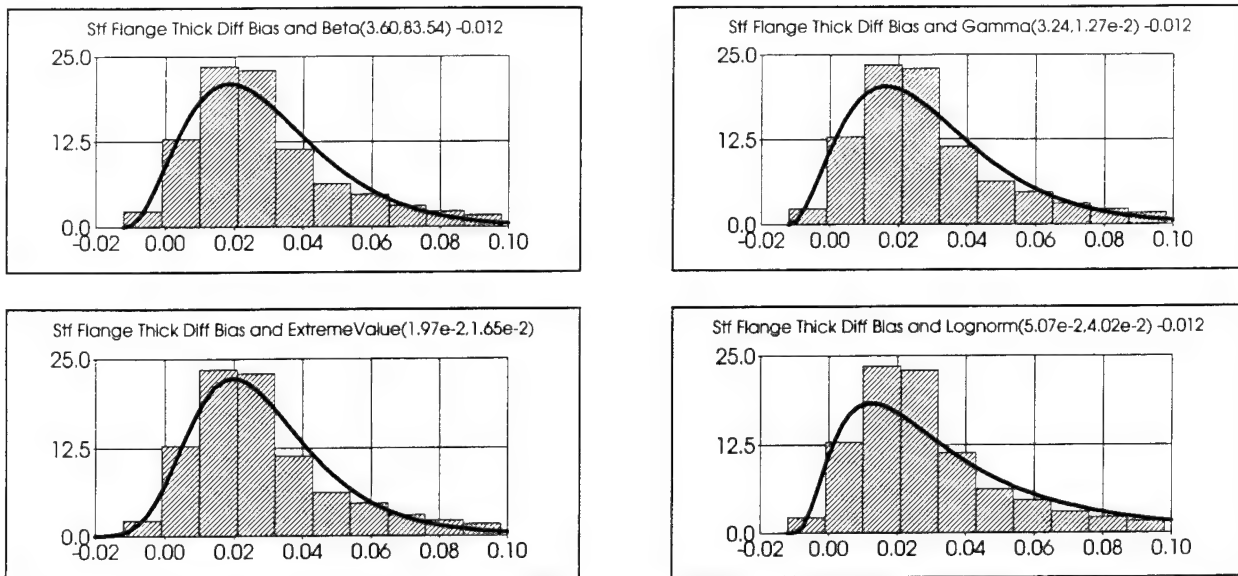 Stf Flange Thick Diff Bias and Beta(3.60,83.54) -0.012
25.0
12.5
0.0
-0.02 0.00 0.02 0.04 0.06 0.08 0.10
Stf Flange Thick Diff Bias and Gamma(3.24,1.27e-2) -0.012
25.0
12.5
0.0
-0.02 0.00 0.02 0.04 0.06 0.08 0.10
Stf Flange Thick Diff Bias and ExtremeValue(1.97e-2,1.65e-2)
25.0
12.5
0.0
-0.02 0.00 0.02 0.04 0.06 0.08 0.10
Stf Flange Thick Diff Bias and Lognorm(5.07e-2,4.02e-2) -0.012
25.0
12.5
0.0
-0.02 0.00 0.02 0.04 0.06 0.08 0.10